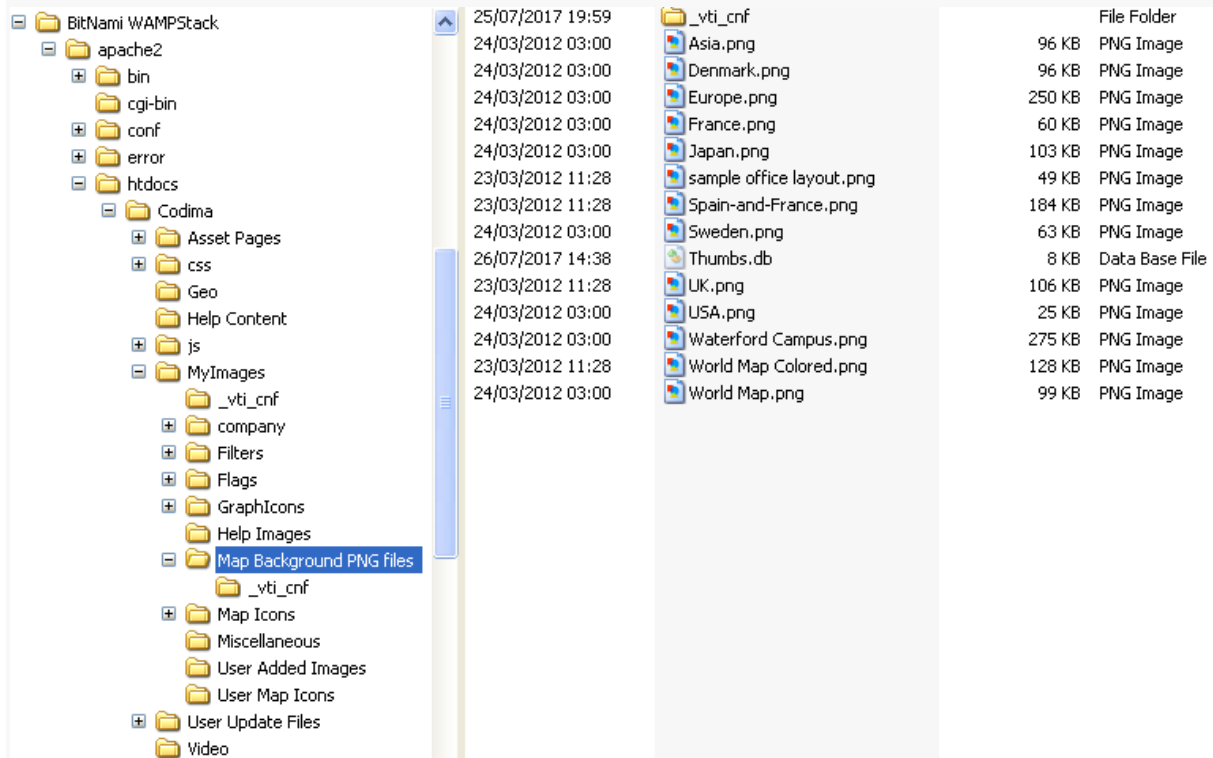 BitNami WAMPStack
apache2
bin
cgi-bin
conf
error
htdocs
Codima
Asset Pages
css
Geo
Help Content
js
MyImages
_vti_cnf
company
Filters
Flags
GraphIcons
Help Images
Map Background PNG files
_vti_cnf
Map Icons
Miscellaneous
User Added Images
User Map Icons
User Update Files
Video
25/07/2017 19:59 _vti_cnf File Folder
24/03/2012 03:00 Asia.png 96 KB PNG Image
24/03/2012 03:00 Denmark.png 96 KB PNG Image
24/03/2012 03:00 Europe.png 250 KB PNG Image
24/03/2012 03:00 France.png 60 KB PNG Image
24/03/2012 03:00 Japan.png 103 KB PNG Image
23/03/2012 11:28 sample office layout.png 49 KB PNG Image
23/03/2012 11:28 Spain-and-France.png 184 KB PNG Image
24/03/2012 03:00 Sweden.png 63 KB PNG Image
26/07/2017 14:38 Thumbs.db 8 KB Data Base File
23/03/2012 11:28 UK.png 106 KB PNG Image
24/03/2012 03:00 USA.png 25 KB PNG Image
24/03/2012 03:00 Waterford Campus.png 275 KB PNG Image
23/03/2012 11:28 World Map Colored.png 128 KB PNG Image
24/03/2012 03:00 World Map.png 99 KB PNG Image